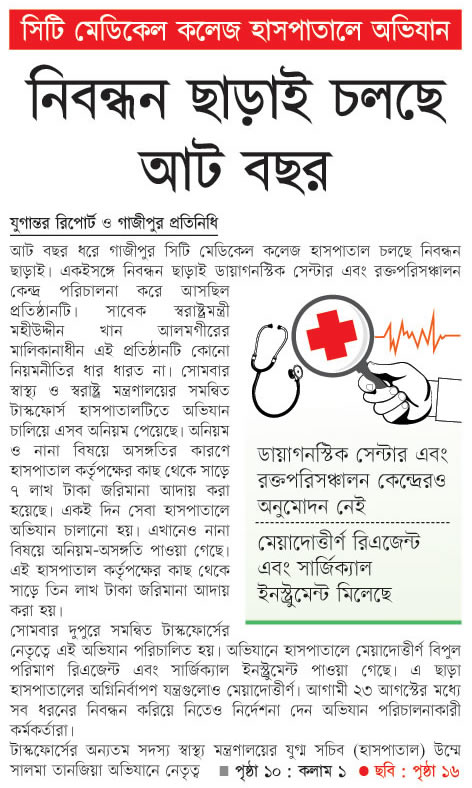 সিটি মেডিকেল কলেজ হাসপাতালে অভিযান
নিবন্ধন ছাড়াই চলছে
আট বছর
যুগান্তর রিপোর্ট ও গাজীপুর প্রতিনিধি
আট বছর ধরে গাজীপুর সিটি মেডিকেল কলেজ হাসপাতাল চলছে নিবন্ধন
ছাড়াই। একইসঙ্গে নিবন্ধন ছাড়াই ডায়াগনস্টিক সেন্টার এবং রক্তপরিসঞ্চালন
কেন্দ্র পরিচালনা করে আসছিল
প্রতিষ্ঠানটি। সাবেক স্বরাষ্ট্রমন্ত্রী
মহীউদ্দীন খান আলমগীরের
মালিকানাধীন এই প্রতিষ্ঠানটি কোনো
নিয়মনীতির ধার ধারত না। সোমবার
স্বাস্থ্য ও স্বরাষ্ট্র মন্ত্রণালয়ের সমন্বিত
টাস্কফোর্স হাসপাতালটিতে অভিযান
চালিয়ে এসব অনিয়ম পেয়েছে। অনিয়ম
ও নানা বিষয়ে অসঙ্গতির কারণে
হাসপাতাল কর্তৃপক্ষের কাছ থেকে সাড়ে
৭ লাখ টাকা জরিমানা আদায় করা
হয়েছে। একই দিন সেবা হাসপাতালে
অভিযান চালানো হয়। এখানেও নানা
বিষয়ে অনিয়ম-অসঙ্গতি পাওয়া গেছে।
এই হাসপাতাল কর্তৃপক্ষের কাছ থেকে
সাড়ে তিন লাখ টাকা জরিমানা আদায়
করা হয়।
ডায়াগনস্টিক সেন্টার এবং
রক্তপরিসঞ্চালন কেন্দ্রেরও
অনুমোদন নেই
মেয়াদোত্তীর্ণ রিএজেন্ট
এবং সার্জিক্যাল
ইনস্ট্রুমেন্ট মিলেছে
সোমবার দুপুরে সমন্বিত টাস্কফোর্সের
নেতৃত্বে এই অভিযান পরিচালিত হয়। অভিযানে হাসপাতালে মেয়াদোত্তীর্ণ বিপুল
পরিমাণ রিএজেন্ট এবং সার্জিক্যাল ইনস্ট্রুমেন্ট পাওয়া গেছে। এ ছাড়া
হাসপাতালের অগ্নিনির্বাপণ যন্ত্রগুলোও মেয়াদোত্তীর্ণ। আগামী ২৩ আগস্টের মধ্যে
সব ধরনের নিবন্ধন করিয়ে নিতেও নির্দেশনা দেন অভিযান পরিচালনাকারী
কর্মকর্তারা।
টাস্কফোর্সের অন্যতম সদস্য স্বাস্থ্য মন্ত্রণালয়ের যুগ্ম সচিব (হাসপাতাল) উম্মে
সালমা তানজিয়া অভিযানে নেতৃত্ব ■ পৃষ্ঠা ১০ : কলাম ১ ● ছবি : পৃষ্ঠা ১৬